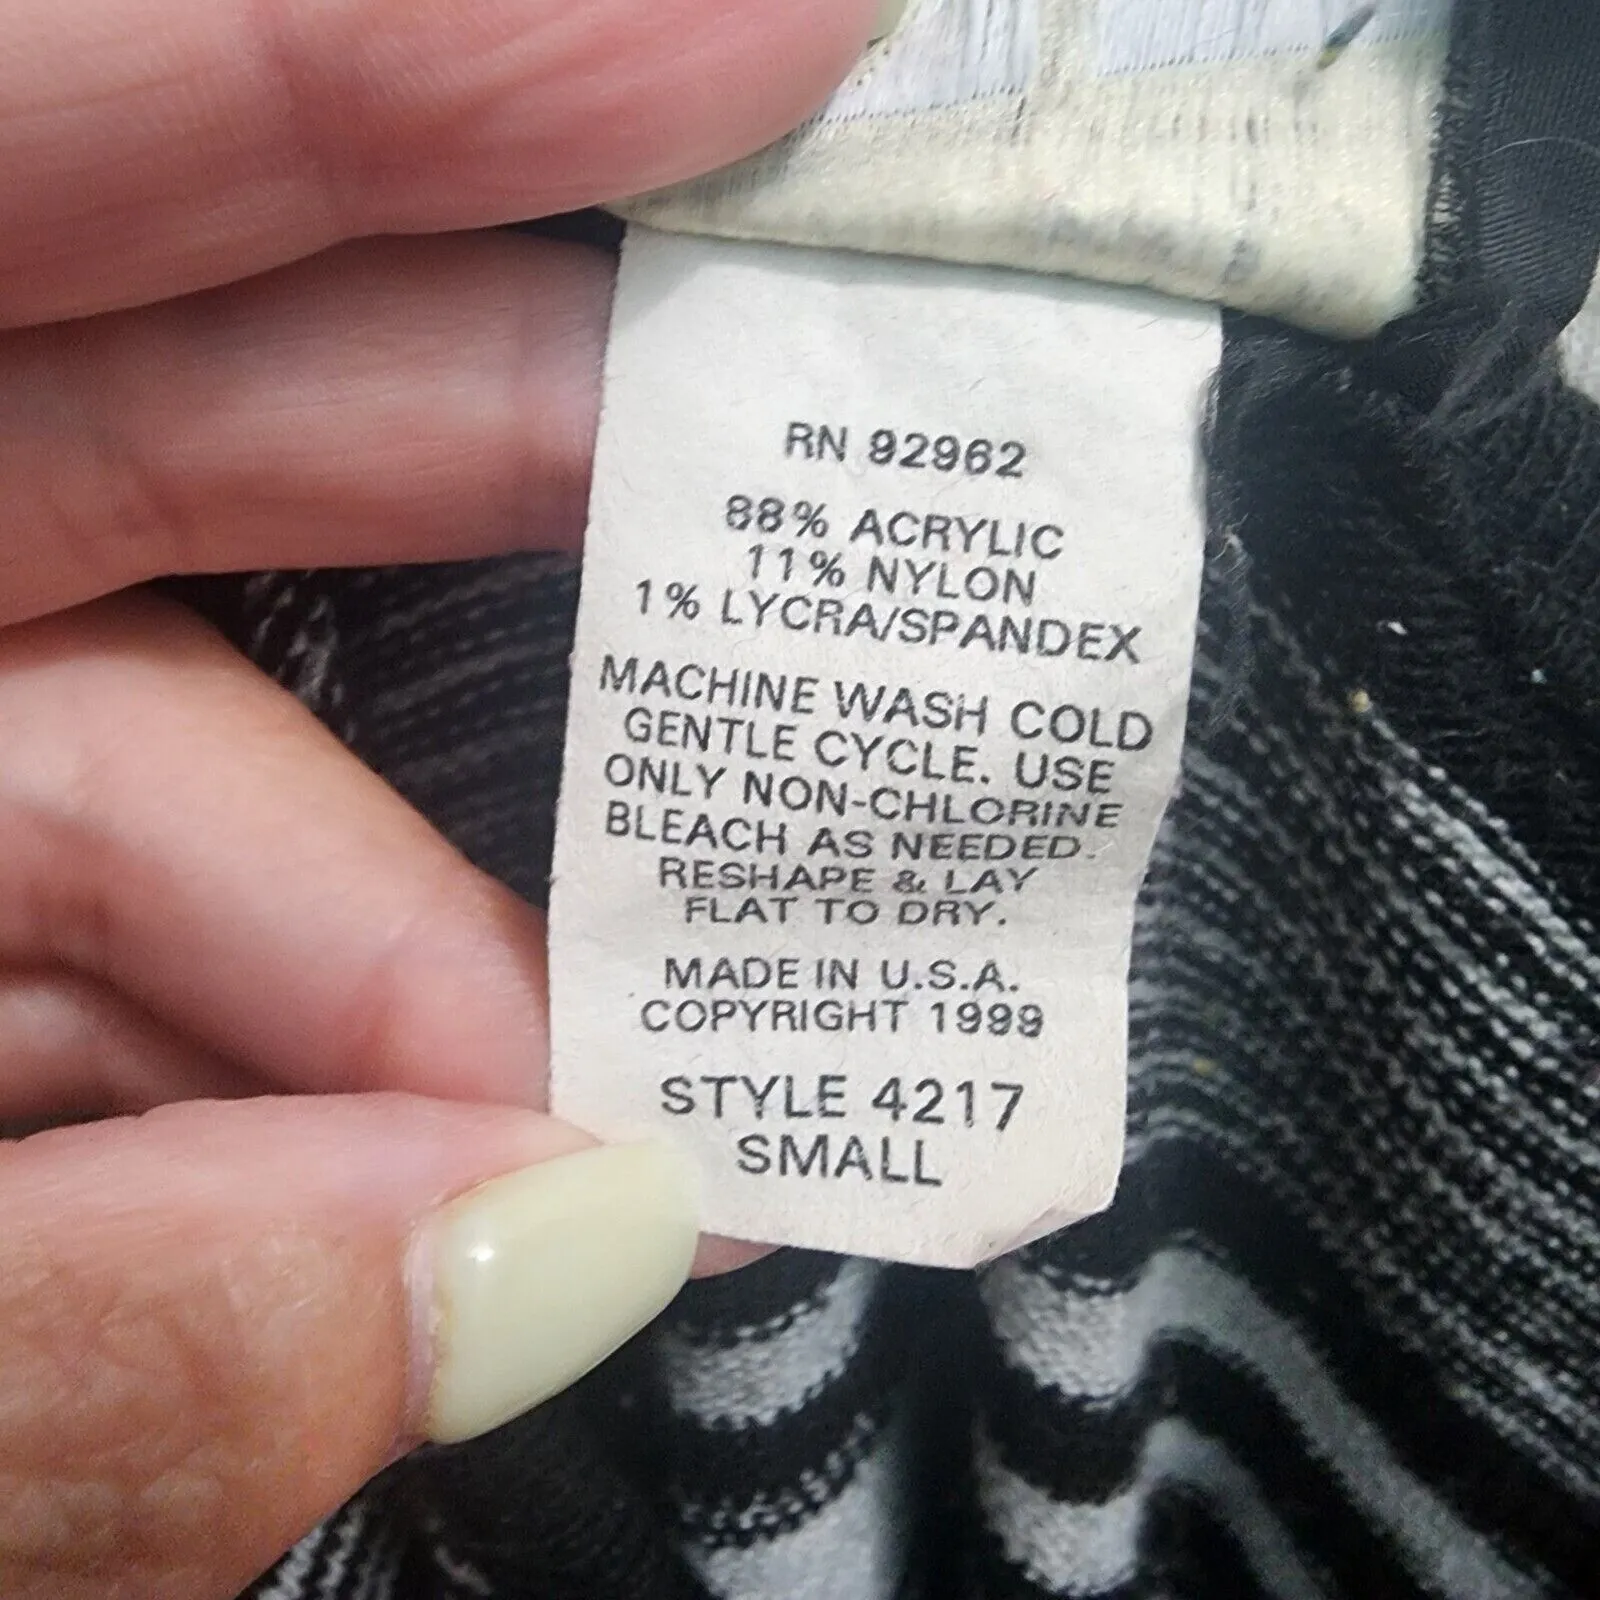 RN 92962
88% ACRYLIC
11% NYLON
1% LYCRA/SPANDEX
MACHINE WASH COLD
GENTLE CYCLE. USE
ONLY NON-CHLORINE
BLEACH AS NEEDED.
RESHAPE & LAY
FLAT TO DRY.
MADE IN U.S.A.
COPYRIGHT 1999
STYLE 4217
SMALL